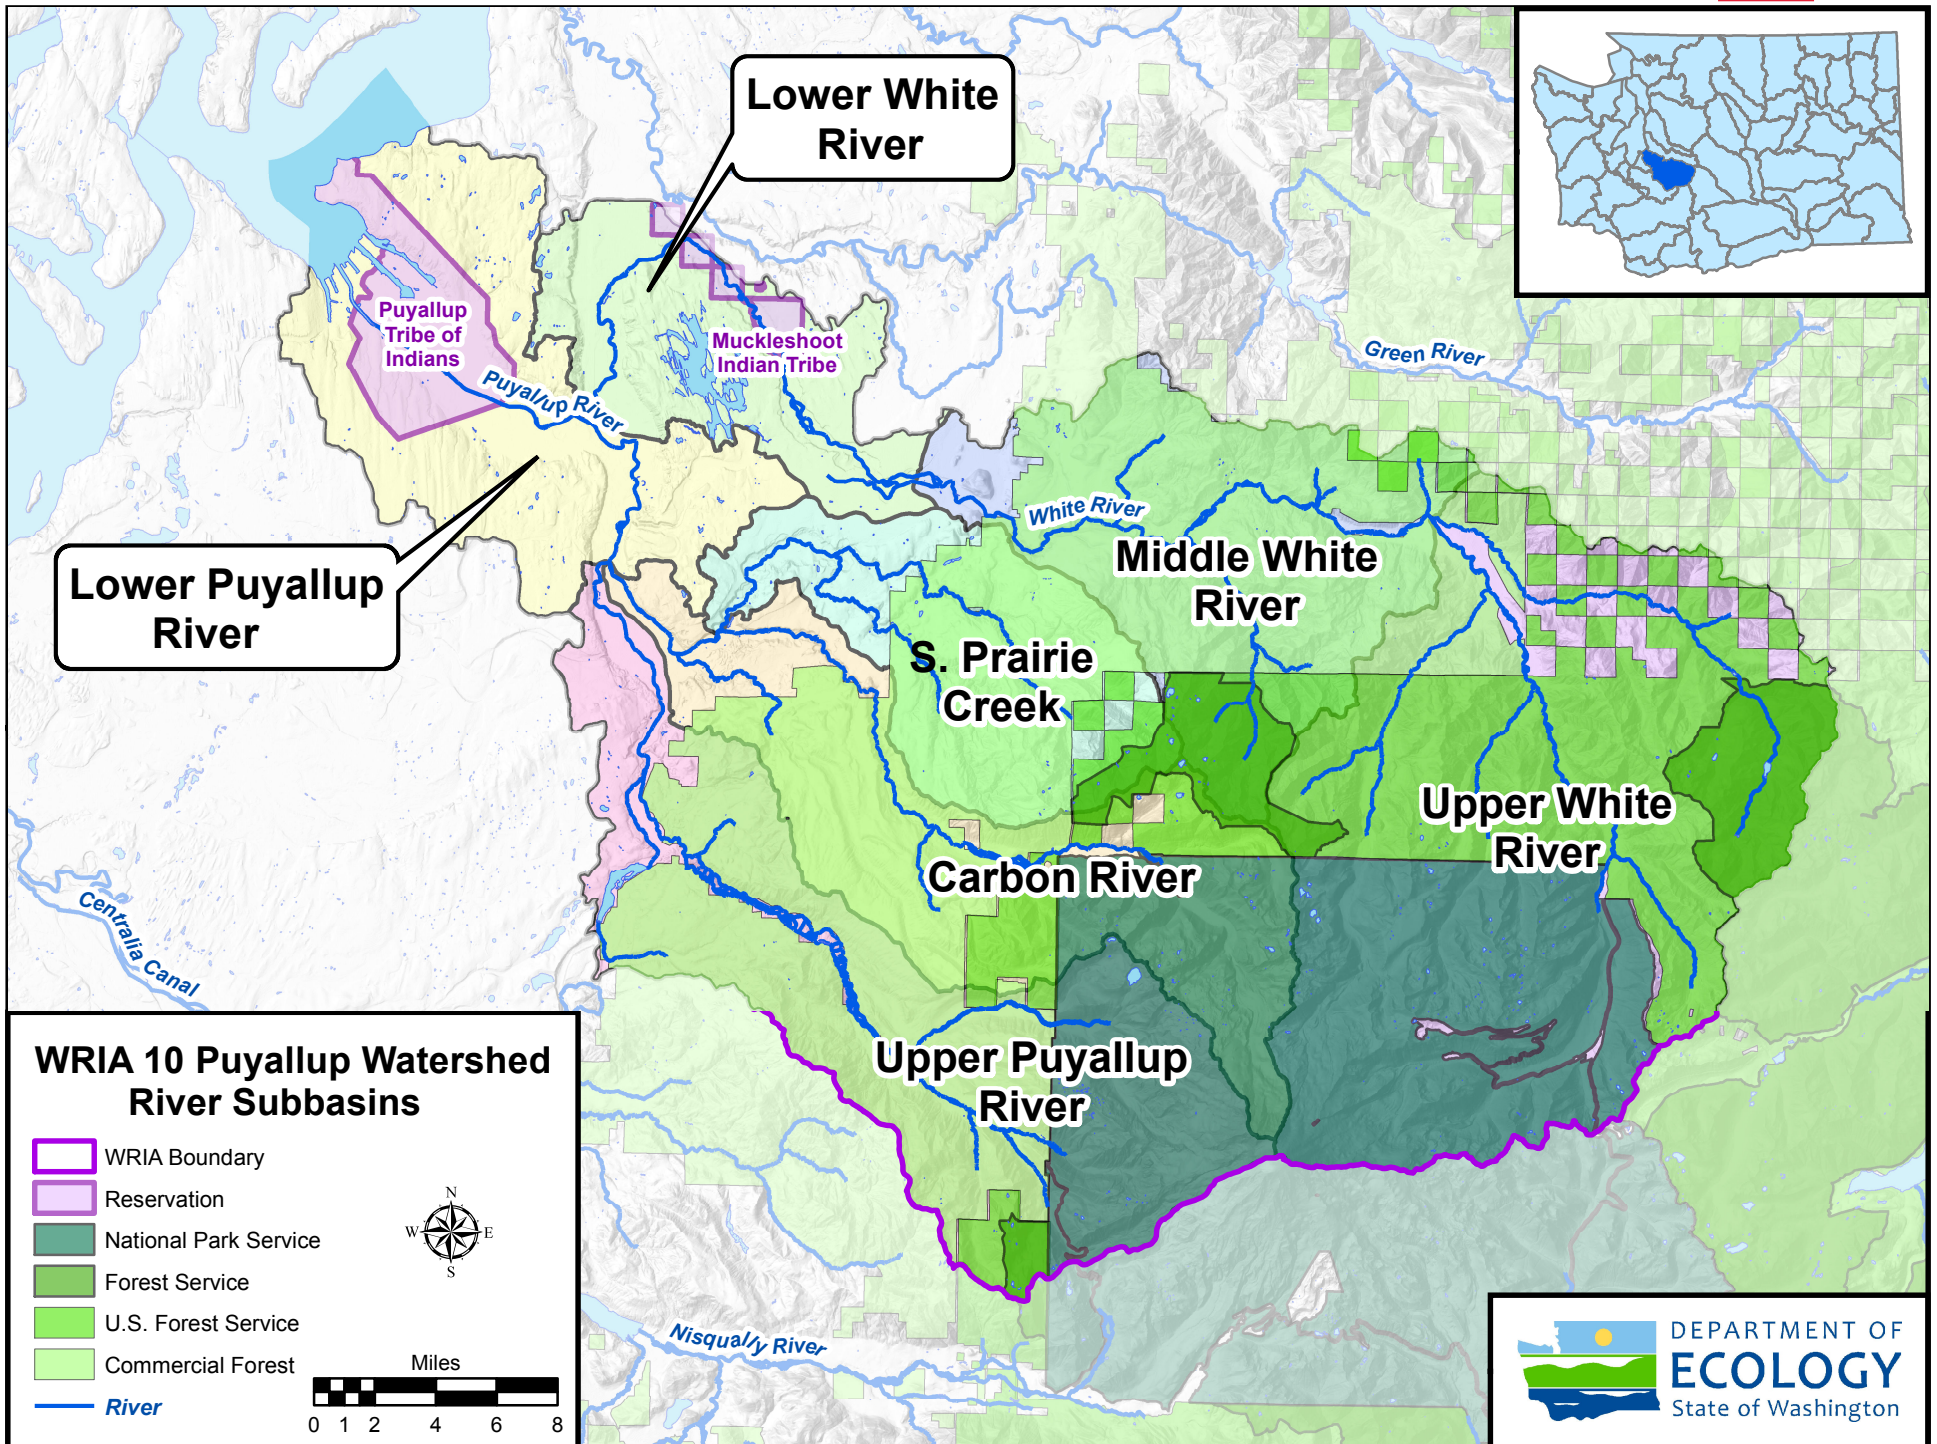 Lower White
River
Puyallup
Tribe of
Indians
Muckleshoot
Indian Tribe
Green River
Puyallup River
White River
Lower Puyallup
River
Middle White
River
S. Prairie
Creek
Upper White
River
Carbon River
Centralia Canal
Upper Puyallup
River
Nisqually River
WRIA 10 Puyallup Watershed
River Subbasins
WRIA Boundary
Reservation
National Park Service
Forest Service
U.S. Forest Service
Commercial Forest
River
N
W E
S
Miles
0 1 2 4 6 8
DEPARTMENT OF
ECOLOGY
State of Washington